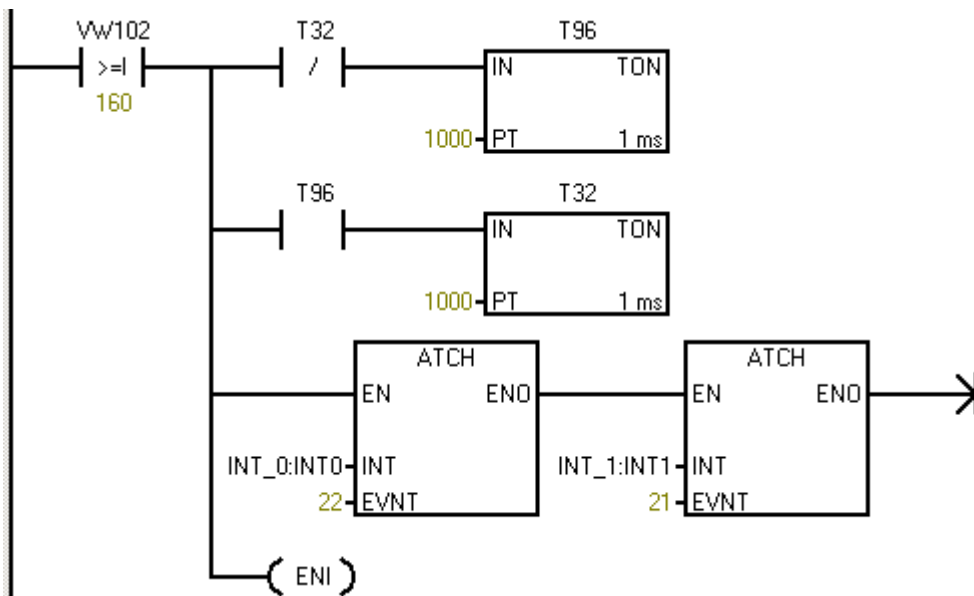 VW102
>=I
160
T32
/
T96
IN TON
1000 PT 1 ms
T96
T32
IN TON
1000 PT 1 ms
ATCH
EN ENO
INT_0:INT0 INT
22 EVNT
ATCH
EN ENO
INT_1:INT1 INT
21 EVNT
ENI